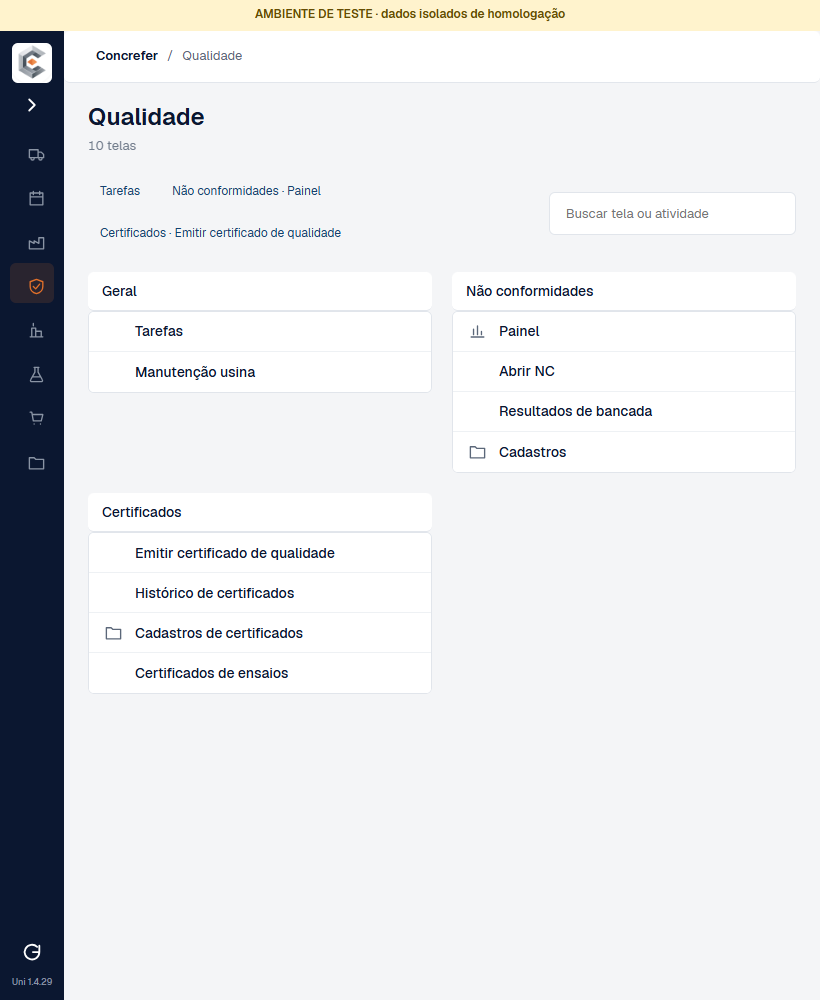 AMBIENTE DE TESTE · dados isolados de homologação
Concrefer / Qualidade
Qualidade
10 telas
Tarefas
Não conformidades · Painel
Certificados · Emitir certificado de qualidade
Buscar tela ou atividade
Geral
Tarefas
Manutenção usina
Não conformidades
Painel
Abrir NC
Resultados de bancada
Cadastros
Certificados
Emitir certificado de qualidade
Histórico de certificados
Cadastros de certificados
Certificados de ensaios
Uni 1.4.29